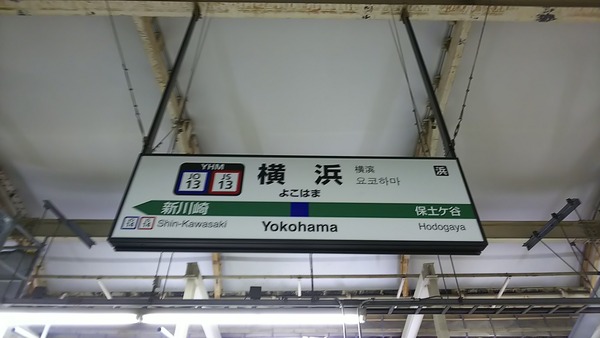 YHM
JO
13
JS
13
横浜
よこはま
横滨
요코하마
浜
新川崎
保土ケ谷
Shin-Kawasaki
Yokohama
Hodogaya